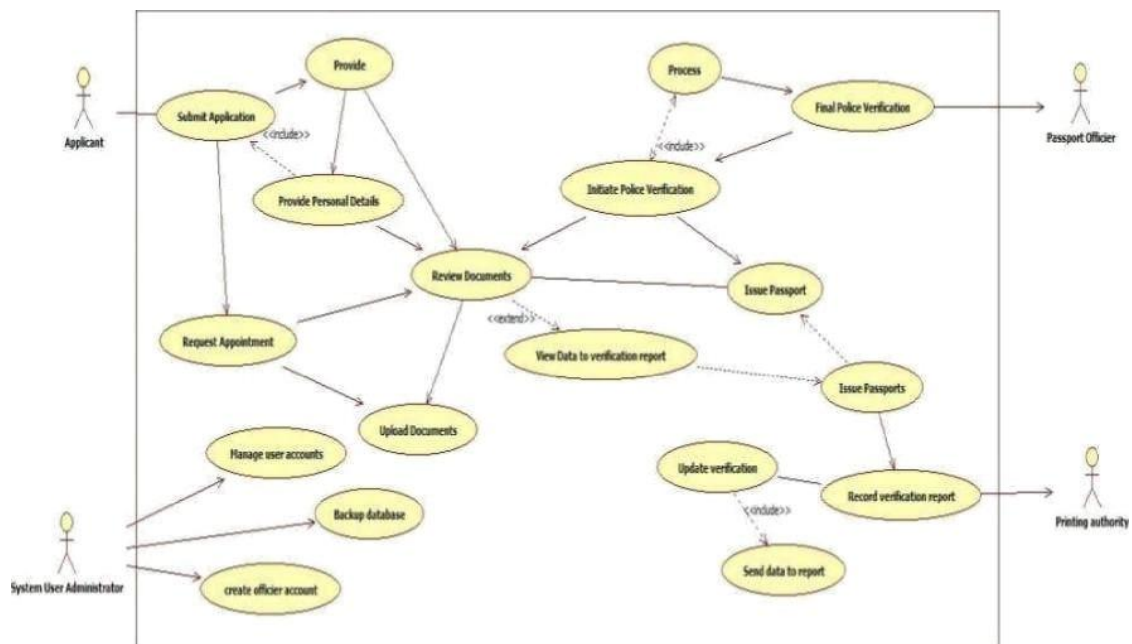 Provide
Process
Submit Application
Final Police Verification
Applicant
Passport Officier
<<include>>
<<include>>
Provide Personal Details
Initiate Police Verification
Review Documents
Issue Passport
<<extend>>
Request Appointment
View Data to verification report
Issue Passports
Upload Documents
Manage user accounts
Update verification
Record verification report
Backup database
<<include>>
Printing authority
System User Administrator
create officier account
Send data to report